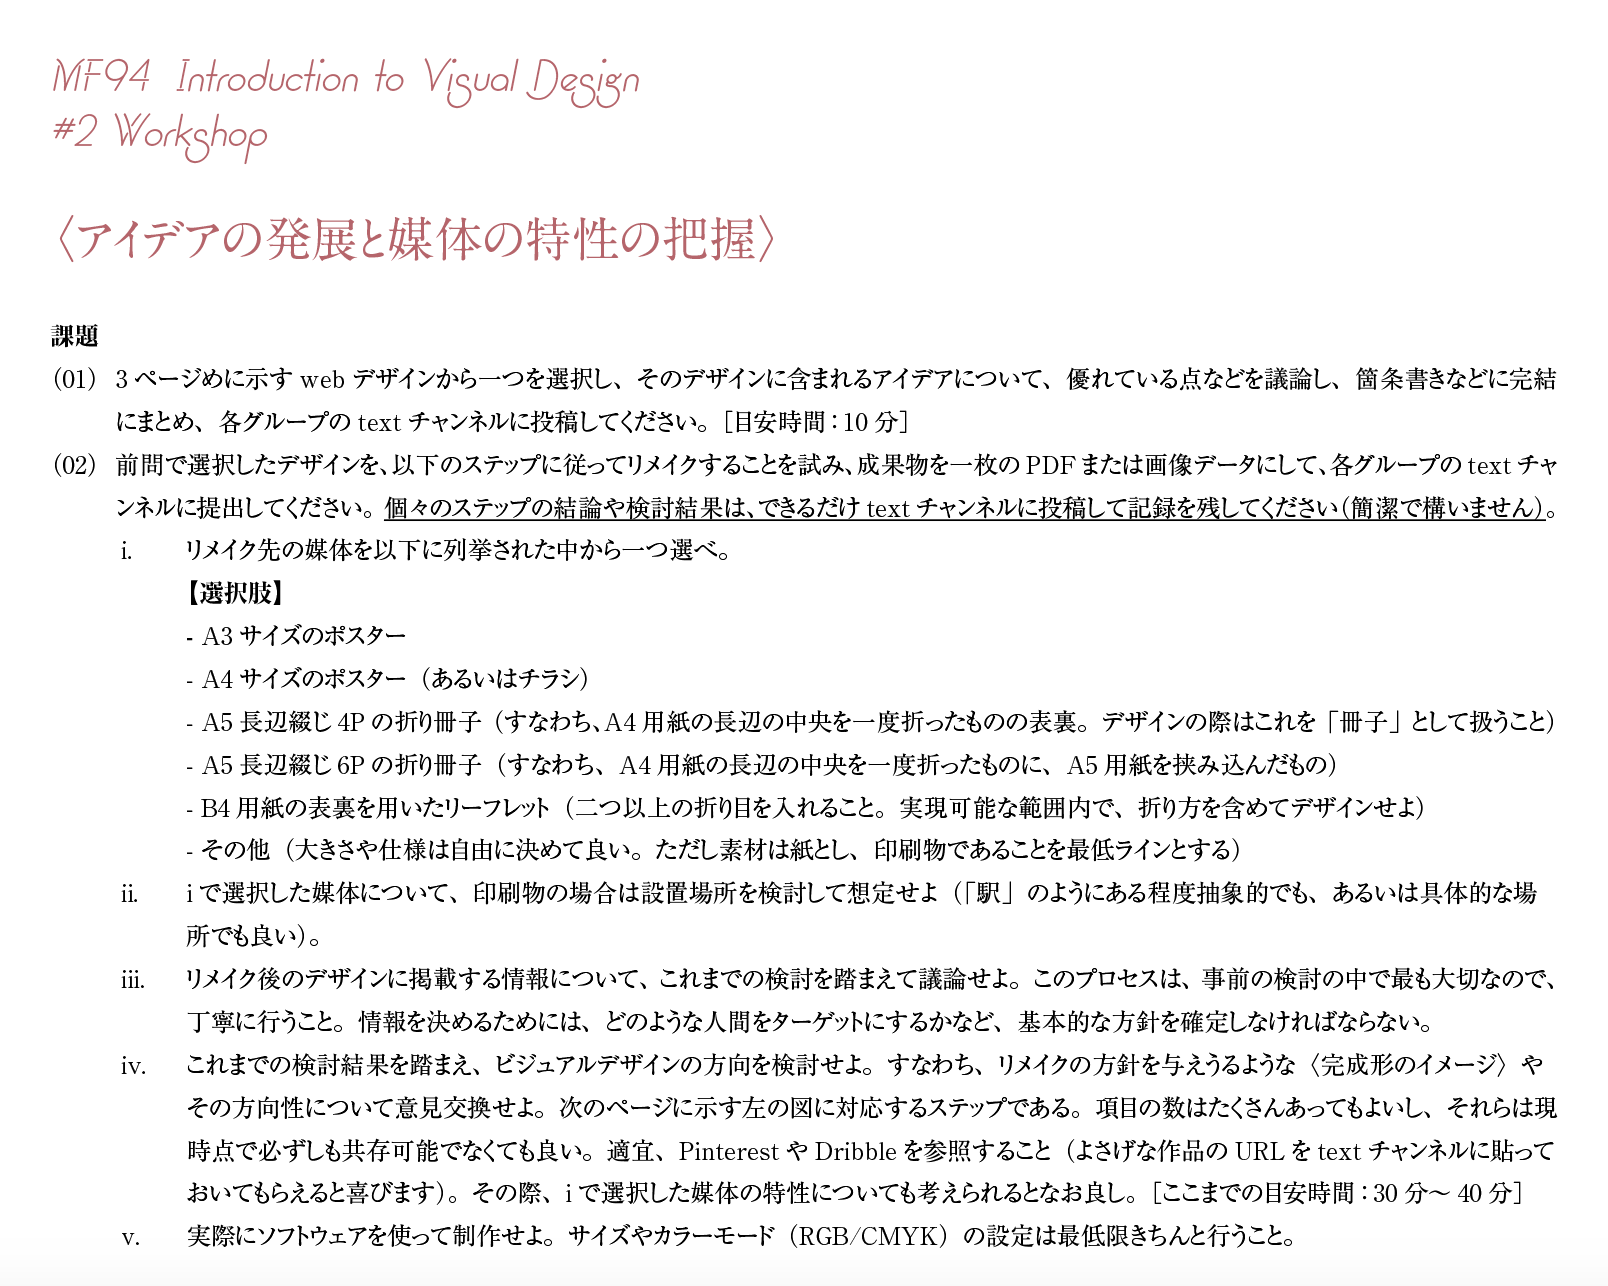 MF94 Introduction to Visual Design
#2 Workshop
〈アイデアの発展と媒体の特性の把握〉
課題
(01) 3 ページめに示す web デザインから一つを選択し、そのデザインに含まれるアイデアについて、優れている点などを議論し、箇条書きなどに完結
にまとめ、各グループの text チャンネルに投稿してください。［目安時間：10 分］
(02) 前問で選択したデザインを、以下のステップに従ってリメイクすることを試み、成果物を一枚の PDF または画像データにして、各グループの text チャ
ンネルに提出してください。個々のステップの結論や検討結果は、できるだけ text チャンネルに投稿して記録を残してください（簡潔で構いません）。
i. リメイク先の媒体を以下に列挙された中から一つ選べ。
【選択肢】
- A3 サイズのポスター
- A4 サイズのポスター（あるいはチラシ）
- A5 長辺綴じ 4P の折り冊子（すなわち、A4 用紙の長辺の中央を一度折ったものの表裏。デザインの際はこれを「冊子」として扱うこと）
- A5 長辺綴じ 6P の折り冊子（すなわち、A4 用紙の長辺の中央を一度折ったものに、A5 用紙を挟み込んだもの）
- B4 用紙の表裏を用いたリーフレット（二つ以上の折り目を入れること。実現可能な範囲内で、折り方を含めてデザインせよ）
- その他（大きさや仕様は自由に決めて良い。ただし素材は紙とし、印刷物であることを最低ラインとする）
ii. i で選択した媒体について、印刷物の場合は設置場所を検討して想定せよ（「駅」のようにある程度抽象的でも、あるいは具体的な場
所でも良い）。
iii. リメイク後のデザインに掲載する情報について、これまでの検討を踏まえて議論せよ。このプロセスは、事前の検討の中で最も大切なので、
丁寧に行うこと。情報を決めるためには、どのような人間をターゲットにするかなど、基本的な方針を確定しなければならない。
iv. これまでの検討結果を踏まえ、ビジュアルデザインの方向を検討せよ。すなわち、リメイクの方針を与えうるような〈完成形のイメージ〉や
その方向性について意見交換せよ。次のページに示す左の図に対応するステップである。項目の数はたくさんあってもよいし、それらは現
時点で必ずしも共存可能でなくても良い。適宜、Pinterest や Dribble を参照すること（よさげな作品の URL を text チャンネルに貼って
おいてもらえると喜びます）。その際、i で選択した媒体の特性についても考えられるとなお良し。［ここまでの目安時間：30 分〜 40 分］
v. 実際にソフトウェアを使って制作せよ。サイズやカラーモード（RGB/CMYK）の設定は最低限きちんと行うこと。